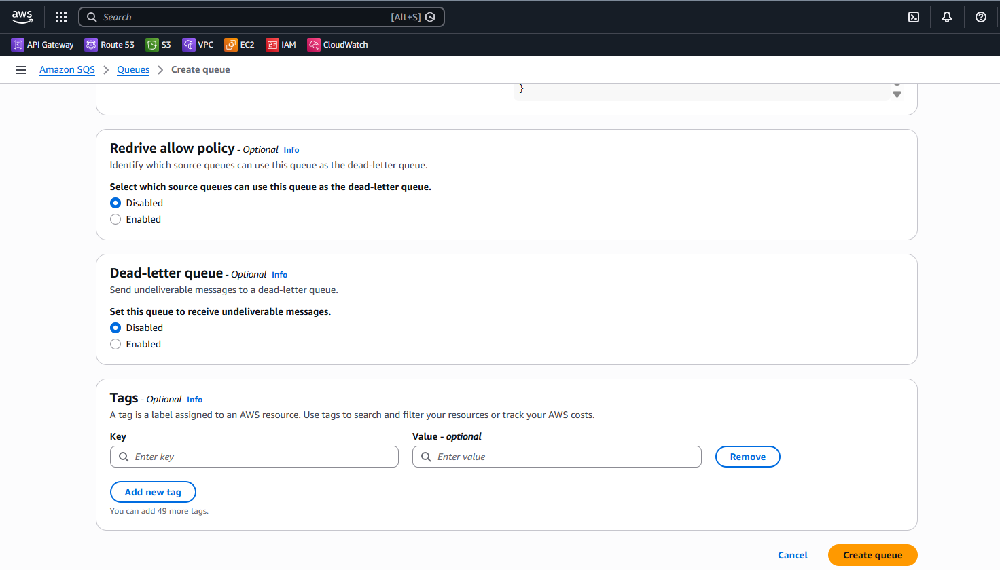 aws
Search [Alt+S]
API Gateway Route 53 S3 VPC EC2 IAM CloudWatch
Amazon SQS > Queues > Create queue
}
Redrive allow policy - Optional Info
Identify which source queues can use this queue as the dead-letter queue.
Select which source queues can use this queue as the dead-letter queue.
Disabled
Enabled
Dead-letter queue - Optional Info
Send undeliverable messages to a dead-letter queue.
Set this queue to receive undeliverable messages.
Disabled
Enabled
Tags - Optional Info
A tag is a label assigned to an AWS resource. Use tags to search and filter your resources or track your AWS costs.
Key Value - optional
Enter key Enter value Remove
Add new tag
You can add 49 more tags.
Cancel Create queue